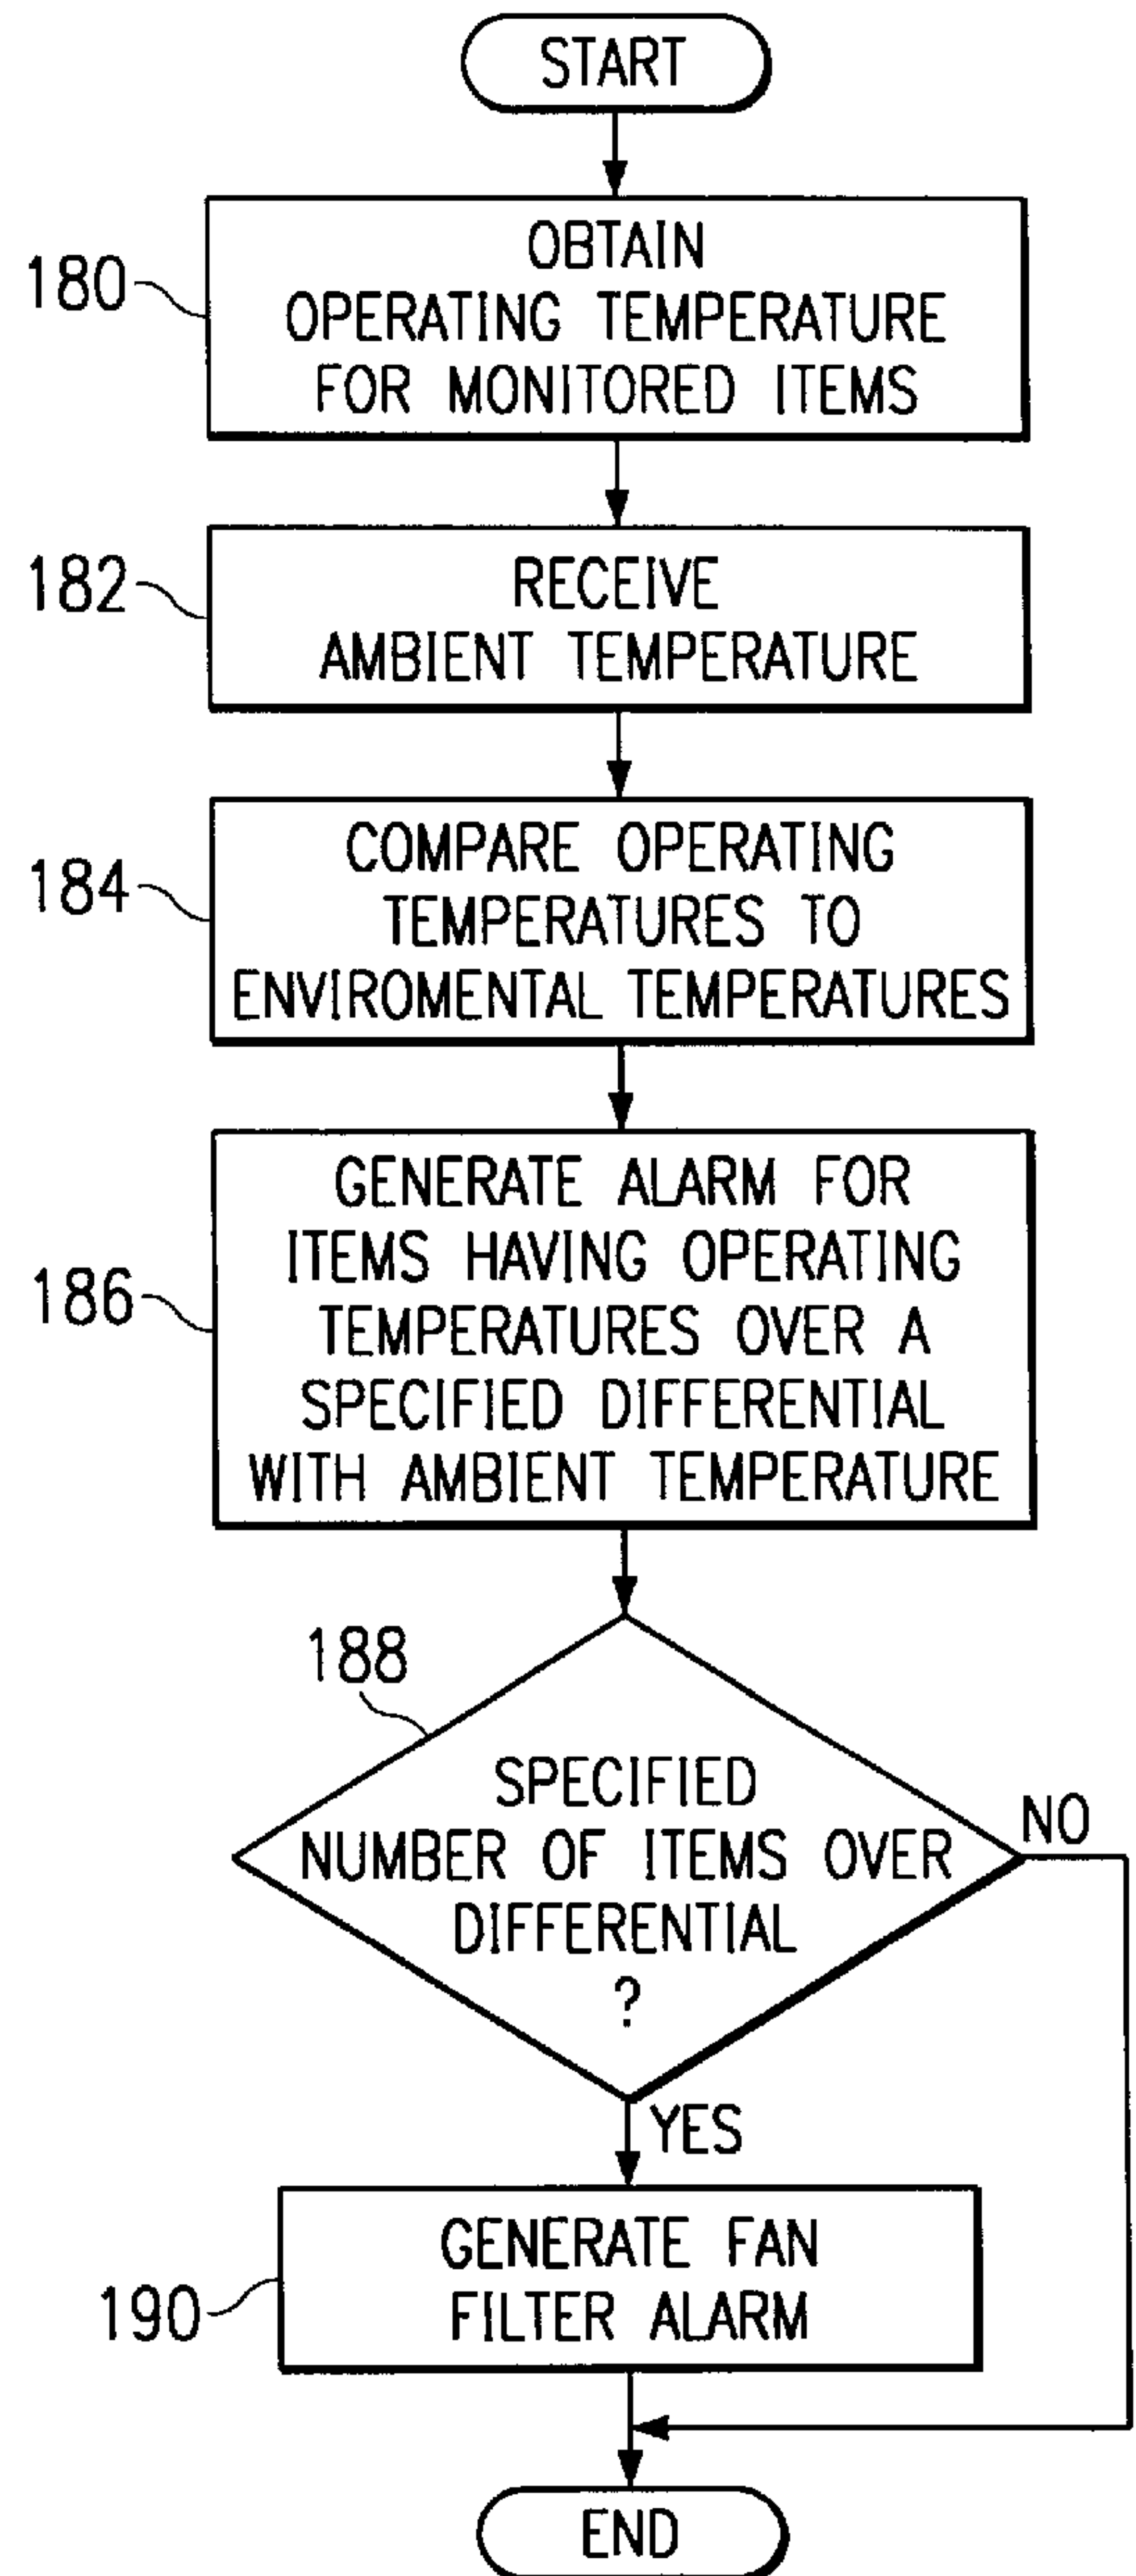 START
180
OBTAIN
OPERATING TEMPERATURE
FOR MONITORED ITEMS
182
RECEIVE
AMBIENT TEMPERATURE
184
COMPARE OPERATING
TEMPERATURES TO
ENVIROMENTAL TEMPERATURES
186
GENERATE ALARM FOR
ITEMS HAVING OPERATING
TEMPERATURES OVER A
SPECIFIED DIFFERENTIAL
WITH AMBIENT TEMPERATURE
188
SPECIFIED
NUMBER OF ITEMS OVER
DIFFERENTIAL
?
NO
YES
190
GENERATE FAN
FILTER ALARM
END